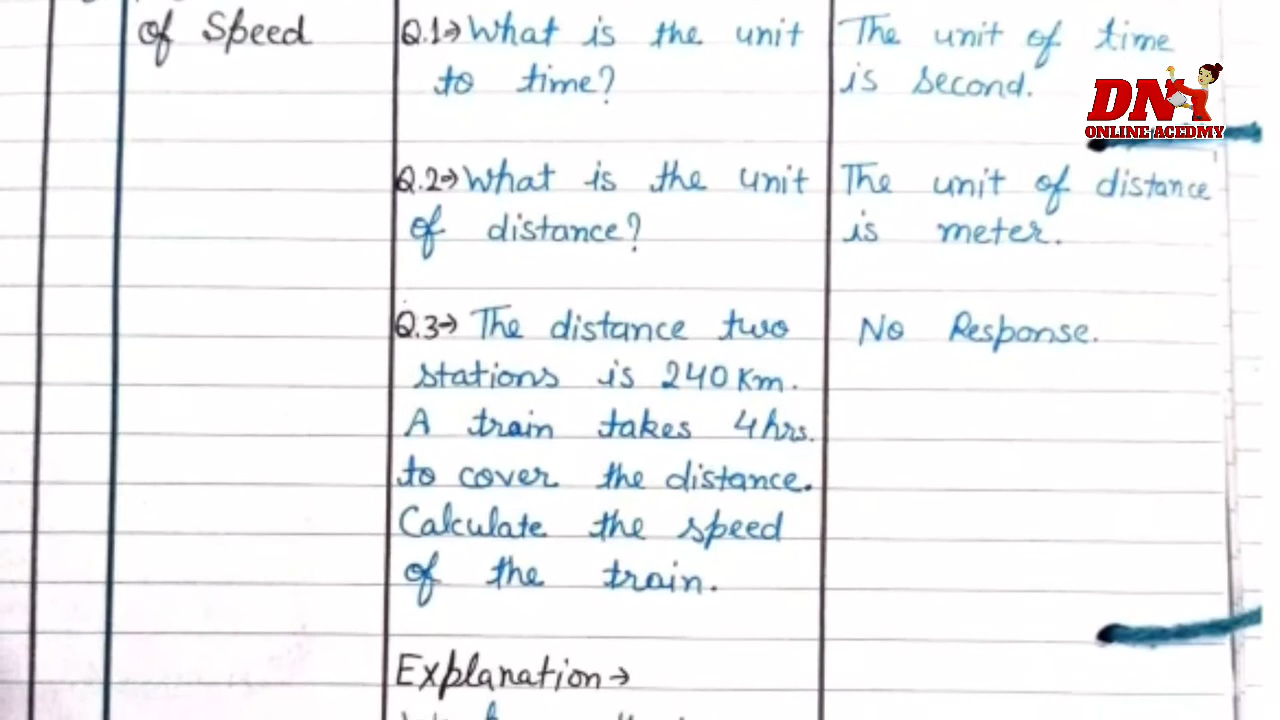 of Speed
Q.1→ What is the unit
to time?
The unit of time
is second.
DN
ONLINE ACEDMY
Q.2→ What is the unit
of distance?
The unit of distance
is meter.
Q.3→ The distance two
stations is 240 Km.
A train takes 4 hrs.
to cover the distance.
Calculate the speed
of the train.
No Response.
Explanation →